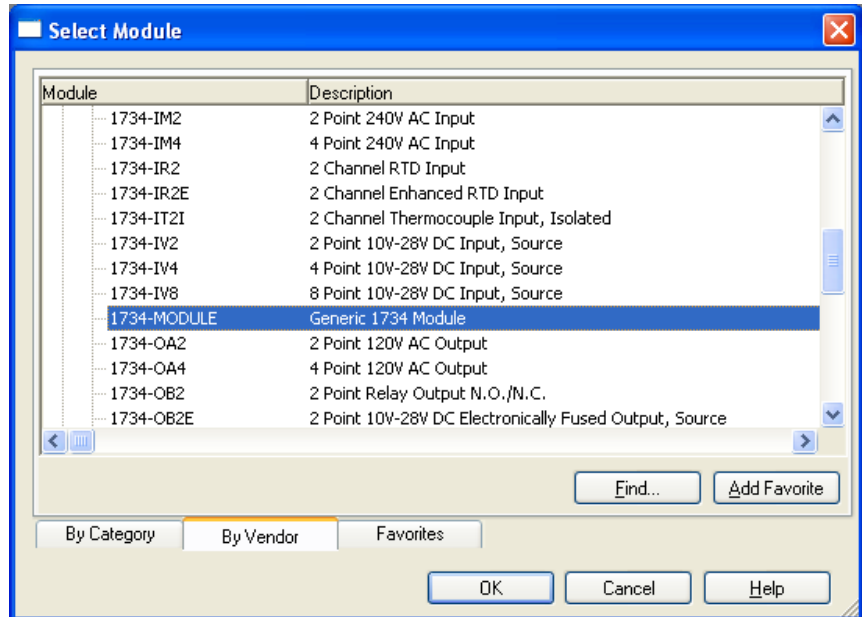 Select Module
Module Description
1734-IM2 2 Point 240V AC Input
1734-IM4 4 Point 240V AC Input
1734-IR2 2 Channel RTD Input
1734-IR2E 2 Channel Enhanced RTD Input
1734-IT2I 2 Channel Thermocouple Input, Isolated
1734-IV2 2 Point 10V-28V DC Input, Source
1734-IV4 4 Point 10V-28V DC Input, Source
1734-IV8 8 Point 10V-28V DC Input, Source
1734-MODULE Generic 1734 Module
1734-OA2 2 Point 120V AC Output
1734-OA4 4 Point 120V AC Output
1734-OB2 2 Point Relay Output N.O./N.C.
1734-OB2E 2 Point 10V-28V DC Electronically Fused Output, Source
Find... Add Favorite
By Category By Vendor Favorites
OK Cancel Help